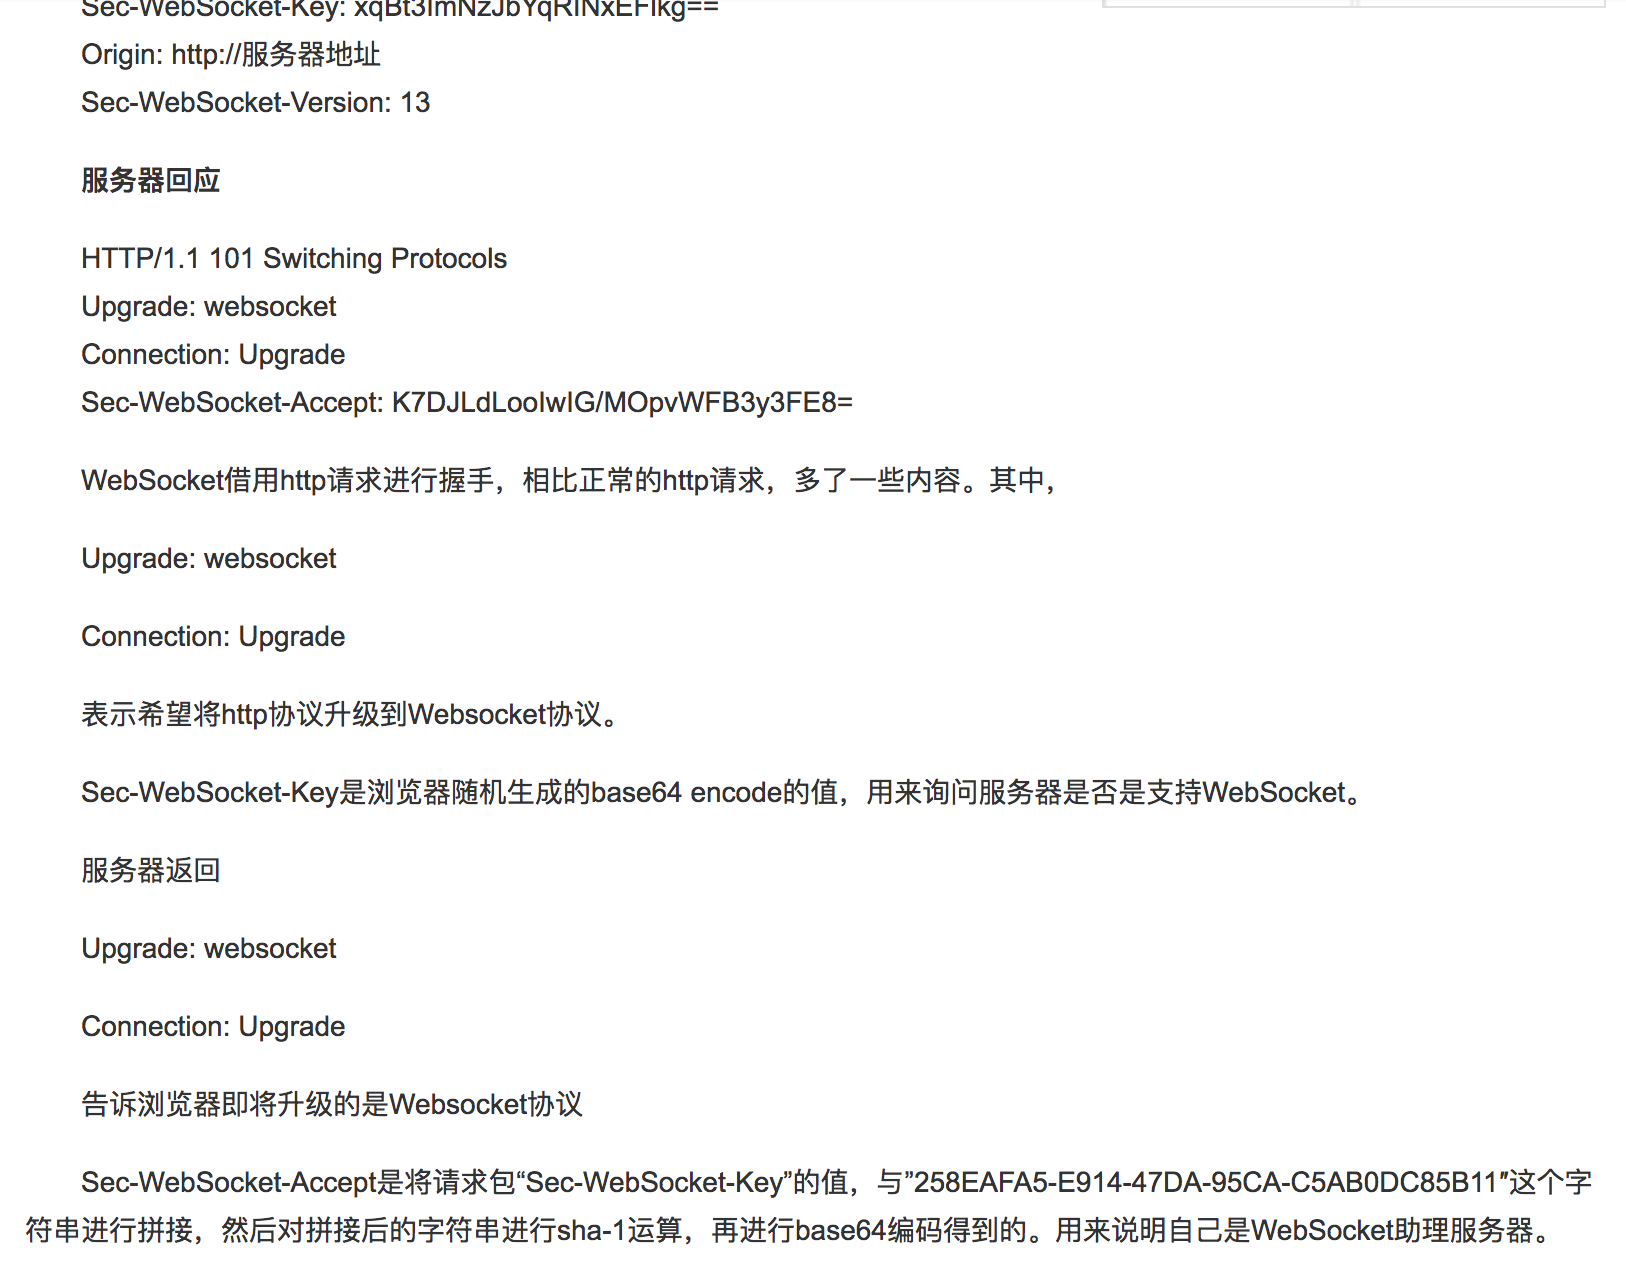 Sec-WebSocket-Key: xqBt3ImNzJbYqRINxEFlkg==
Origin: http://服务器地址
Sec-WebSocket-Version: 13
服务器回应
HTTP/1.1 101 Switching Protocols
Upgrade: websocket
Connection: Upgrade
Sec-WebSocket-Accept: K7DJLdLooIwIG/MOpvWFB3y3FE8=
WebSocket借用http请求进行握手，相比正常的http请求，多了一些内容。其中，
Upgrade: websocket
Connection: Upgrade
表示希望将http协议升级到Websocket协议。
Sec-WebSocket-Key是浏览器随机生成的base64 encode的值，用来询问服务器是否是支持WebSocket。
服务器返回
Upgrade: websocket
Connection: Upgrade
告诉浏览器即将升级的是Websocket协议
Sec-WebSocket-Accept是将请求包“Sec-WebSocket-Key”的值，与”258EAFA5-E914-47DA-95CA-C5AB0DC85B11″这个字
符串进行拼接，然后对拼接后的字符串进行sha-1运算，再进行base64编码得到的。用来说明自己是WebSocket助理服务器。